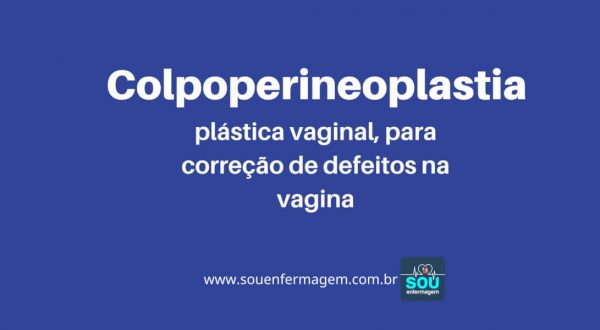 Colpoperineoplastia
plástica vaginal, para
correção de defeitos na
vagina
www.souenfermagem.com.br
SOU
enfermagem